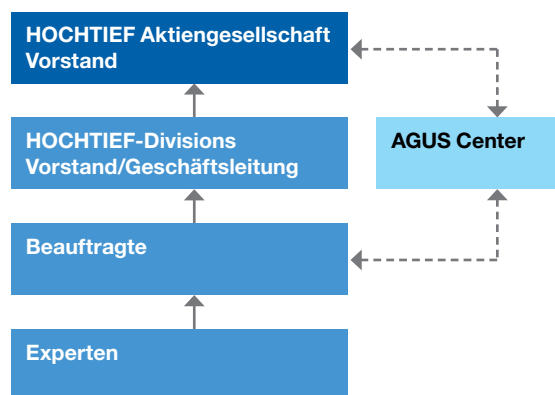 HOCHTIEF Aktiengesellschaft
Vorstand
HOCHTIEF-Divisions
Vorstand/Geschäftsleitung
AGUS Center
Beauftragte
Experten